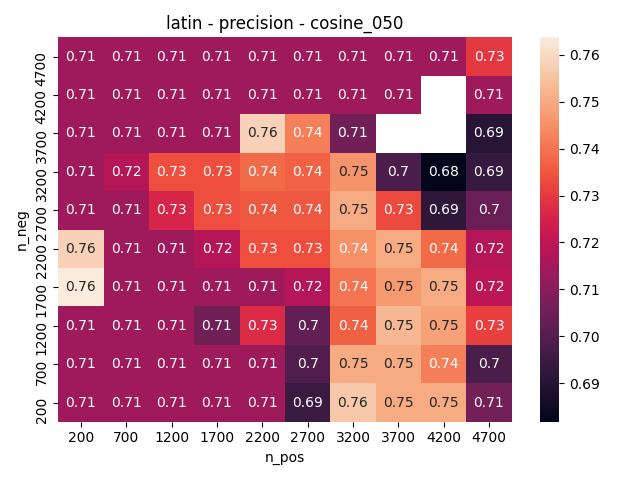 latin - precision - cosine_050
4700 0.71 0.71 0.71 0.71 0.71 0.71 0.71 0.71 0.71 0.73
4200 0.71 0.71 0.71 0.71 0.71 0.71 0.71 0.71 0.71
3700 0.71 0.71 0.71 0.71 0.76 0.74 0.71 0.69
3200 0.71 0.72 0.73 0.73 0.74 0.74 0.75 0.7 0.68 0.69
2700 0.71 0.71 0.73 0.73 0.74 0.74 0.75 0.73 0.69 0.7
2200 0.76 0.71 0.71 0.72 0.73 0.73 0.74 0.75 0.74 0.72
1700 0.76 0.71 0.71 0.71 0.71 0.72 0.74 0.75 0.75 0.72
1200 0.71 0.71 0.71 0.71 0.73 0.7 0.74 0.75 0.75 0.73
700 0.71 0.71 0.71 0.71 0.71 0.7 0.75 0.75 0.74 0.7
200 0.71 0.71 0.71 0.71 0.71 0.69 0.76 0.75 0.75 0.71
200 700 1200 1700 2200 2700 3200 3700 4200 4700
n_pos
n_neg
0.76
0.75
0.74
0.73
0.72
0.71
0.70
0.69